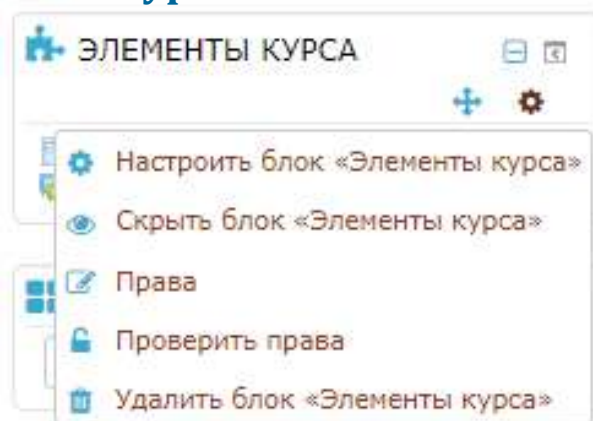 ЭЛЕМЕНТЫ КУРСА
Настроить блок «Элементы курса»
Скрыть блок «Элементы курса»
Права
Проверить права
Удалить блок «Элементы курса»